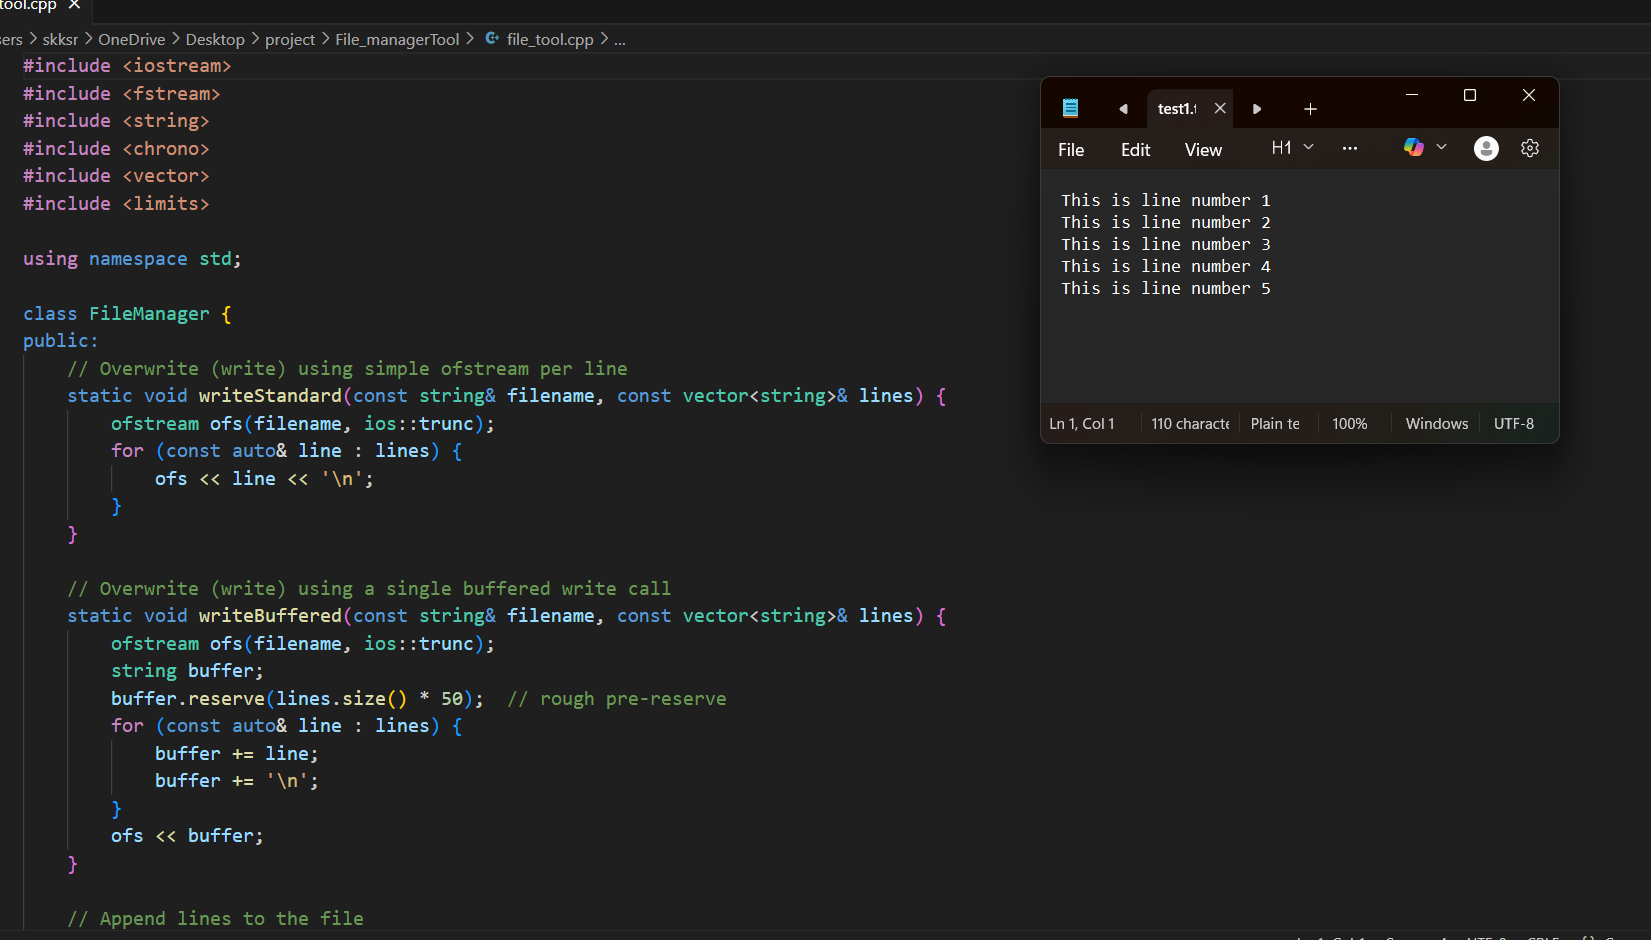 tool.cpp
ers > skksr > OneDrive > Desktop > project > File_managerTool > file_tool.cpp > ...
#include <iostream>
#include <fstream>
#include <string>
#include <chrono>
#include <vector>
#include <limits>
using namespace std;
class FileManager {
public:
// Overwrite (write) using simple ofstream per line
static void writeStandard(const string& filename, const vector<string>& lines) {
ofstream ofs(filename, ios::trunc);
for (const auto& line : lines) {
ofs << line << '\n';
}
}
// Overwrite (write) using a single buffered write call
static void writeBuffered(const string& filename, const vector<string>& lines) {
ofstream ofs(filename, ios::trunc);
string buffer;
buffer.reserve(lines.size() * 50);  // rough pre-reserve
for (const auto& line : lines) {
buffer += line;
buffer += '\n';
}
ofs << buffer;
}
// Append lines to the file
test1.t
File Edit View H1 ...
This is line number 1
This is line number 2
This is line number 3
This is line number 4
This is line number 5
Ln 1, Col 1 110 characte Plain te 100% Windows UTF-8